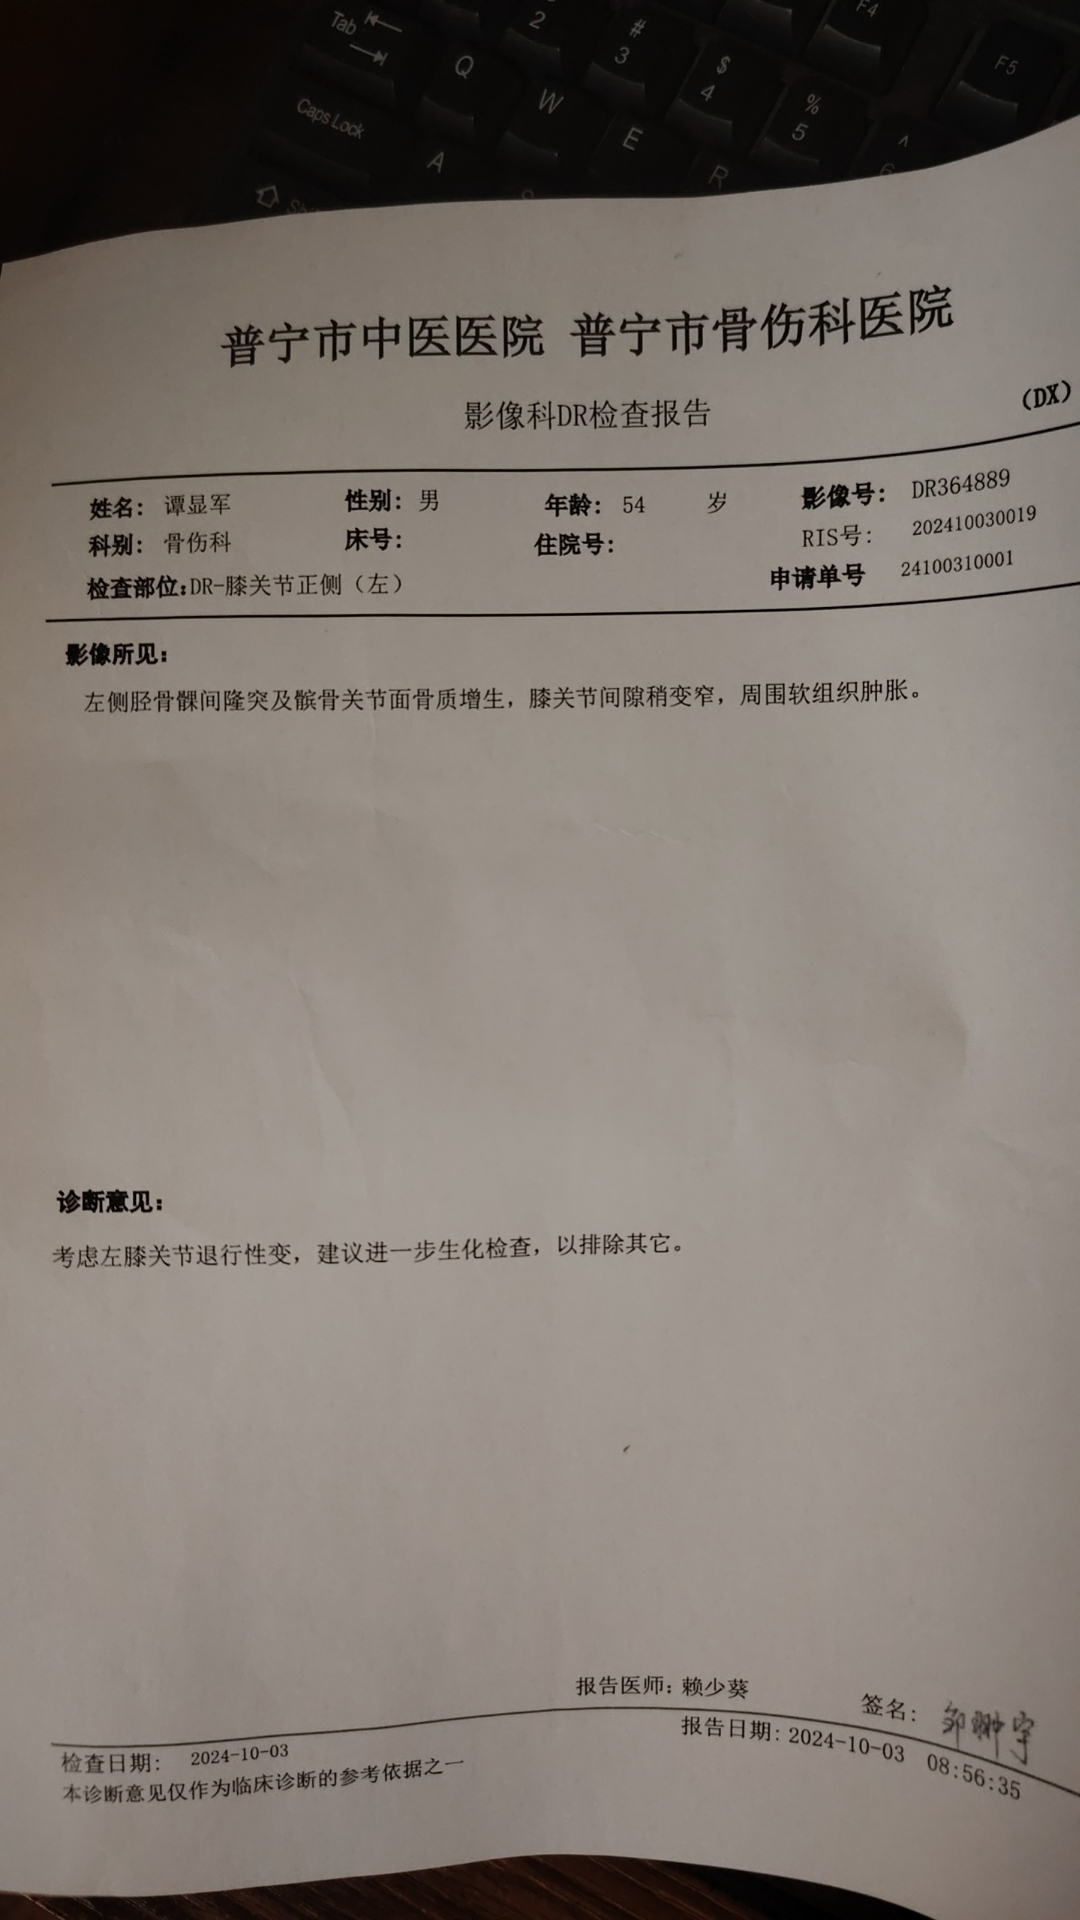 Tab
2
#
3
$
4
%
5
^
6
F4
F5
Q
W
E
R
Caps Lock
A
普宁市中医医院 普宁市骨伤科医院
影像科DR检查报告
(DX)
姓名: 谭显军 性别: 男 年龄: 54 岁 影像号: DR364889
科别: 骨伤科 床号: 住院号: RIS号: 202410030019
检查部位:DR-膝关节正侧（左） 申请单号 24100310001
影像所见:
左侧胫骨髁间隆突及髌骨关节面骨质增生，膝关节间隙稍变窄，周围软组织肿胀。
诊断意见:
考虑左膝关节退行性变，建议进一步生化检查，以排除其它。
报告医师: 赖少葵 签名:
检查日期: 2024-10-03 报告日期: 2024-10-03 08:56:35
本诊断意见仅作为临床诊断的参考依据之一